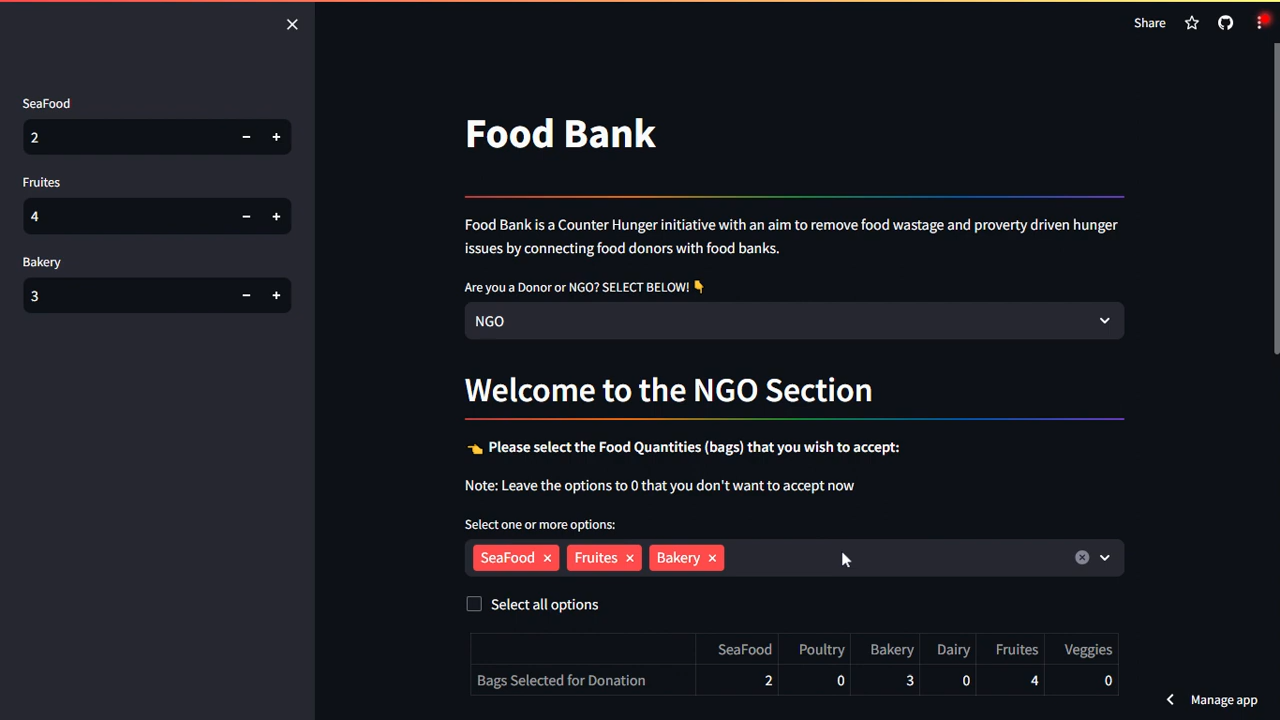 Share
SeaFood
2
Fruites
4
Bakery
3
Food Bank
Food Bank is a Counter Hunger initiative with an aim to remove food wastage and proverty driven hunger
issues by connecting food donors with food banks.
Are you a Donor or NGO? SELECT BELOW! 👇
NGO
Welcome to the NGO Section
👈 Please select the Food Quantities (bags) that you wish to accept:
Note: Leave the options to 0 that you don't want to accept now
Select one or more options:
SeaFood Fruites Bakery
Select all options
SeaFood Poultry Bakery Dairy Fruites Veggies
Bags Selected for Donation 2 0 3 0 4 0
Manage app